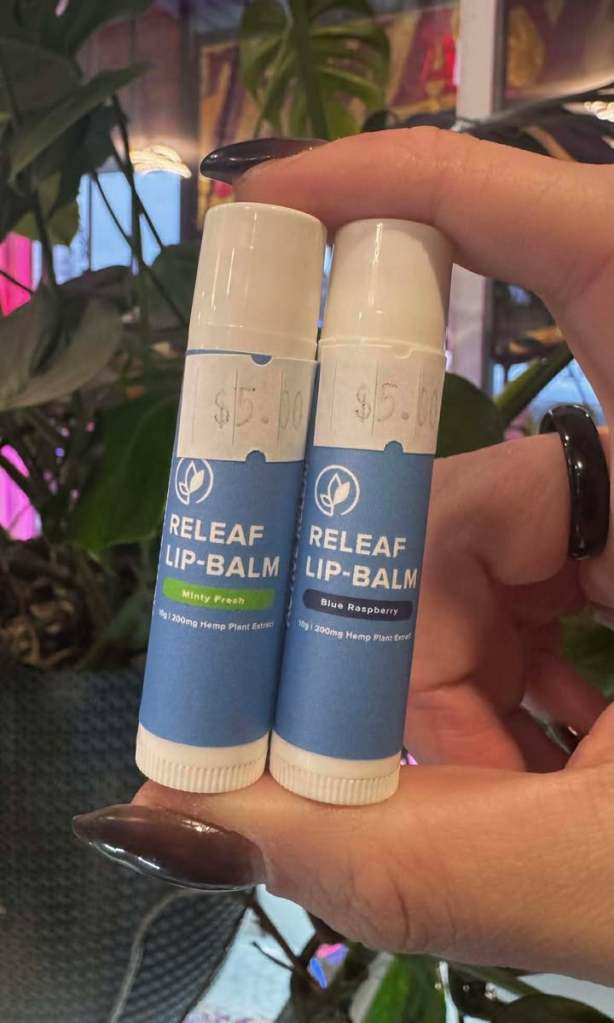 $5.00
RELEAF
LIP-BALM
Minty Fresh
10g | 200mg Hemp Plant Extract
$5.00
RELEAF
LIP-BALM
Blue Raspberry
10g | 200mg Hemp Plant Extract